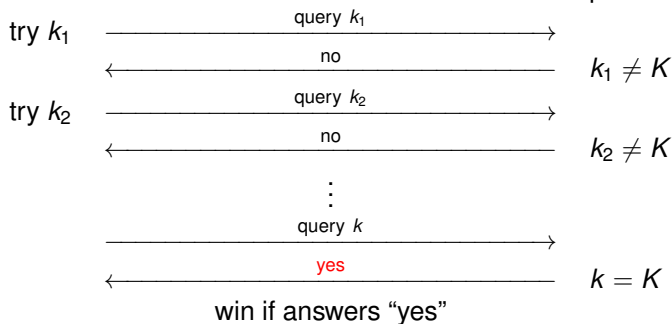 query k₁
try k₁
no
k₁ ≠ K
query k₂
try k₂
no
k₂ ≠ K
⋮
query k
yes
k = K
win if answers “yes”